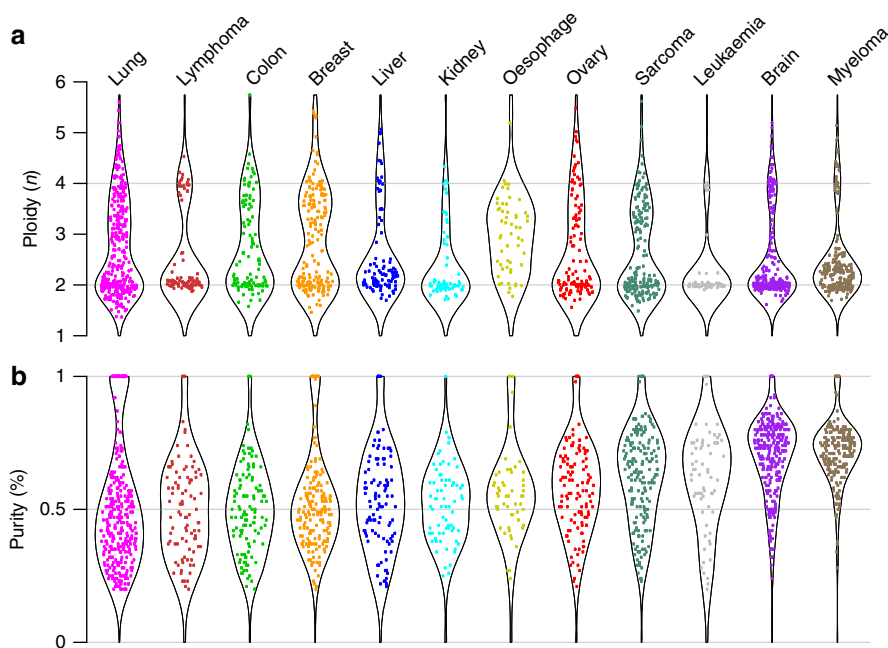 a
Lung
Lymphoma
Colon
Breast
Liver
Kidney
Oesophage
Ovary
Sarcoma
Leukaemia
Brain
Myeloma
6
5
4
3
2
1
Ploidy (n)
b
1
0.5
0
Purity (%)